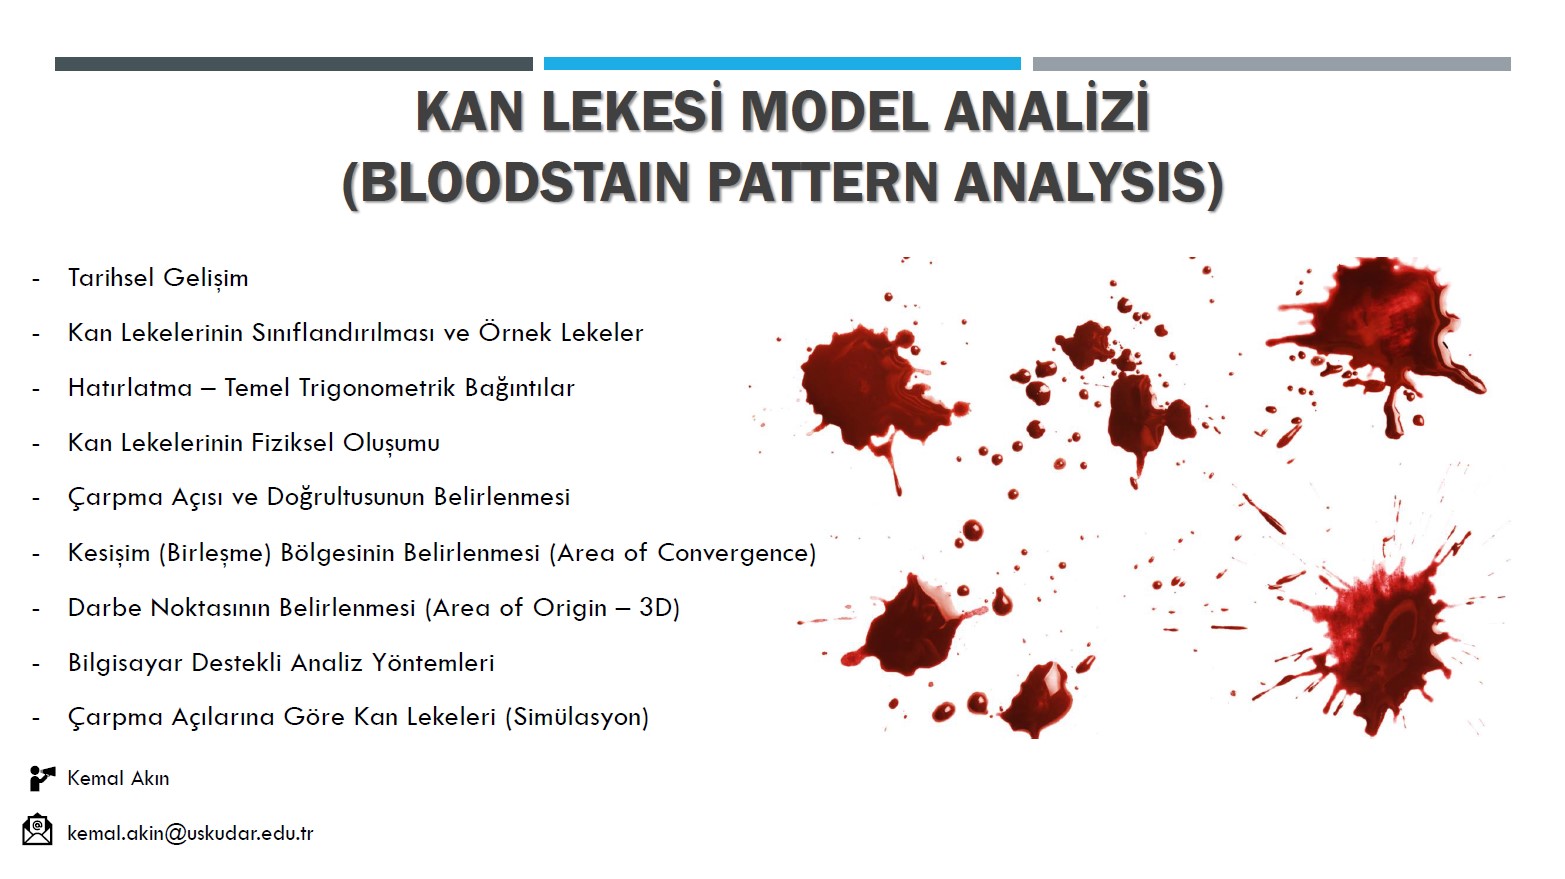 KAN LEKESİ MODEL ANALİZİ
(BLOODSTAIN PATTERN ANALYSIS)
- Tarihsel Gelişim
- Kan Lekelerinin Sınıflandırılması ve Örnek Lekeler
- Hatırlatma – Temel Trigonometrik Bağıntılar
- Kan Lekelerinin Fiziksel Oluşumu
- Çarpma Açısı ve Doğrultusunun Belirlenmesi
- Kesişim (Birleşme) Bölgesinin Belirlenmesi (Area of Convergence)
- Darbe Noktasının Belirlenmesi (Area of Origin – 3D)
- Bilgisayar Destekli Analiz Yöntemleri
- Çarpma Açılarına Göre Kan Lekeleri (Simülasyon)
Kemal Akın
kemal.akin@uskudar.edu.tr